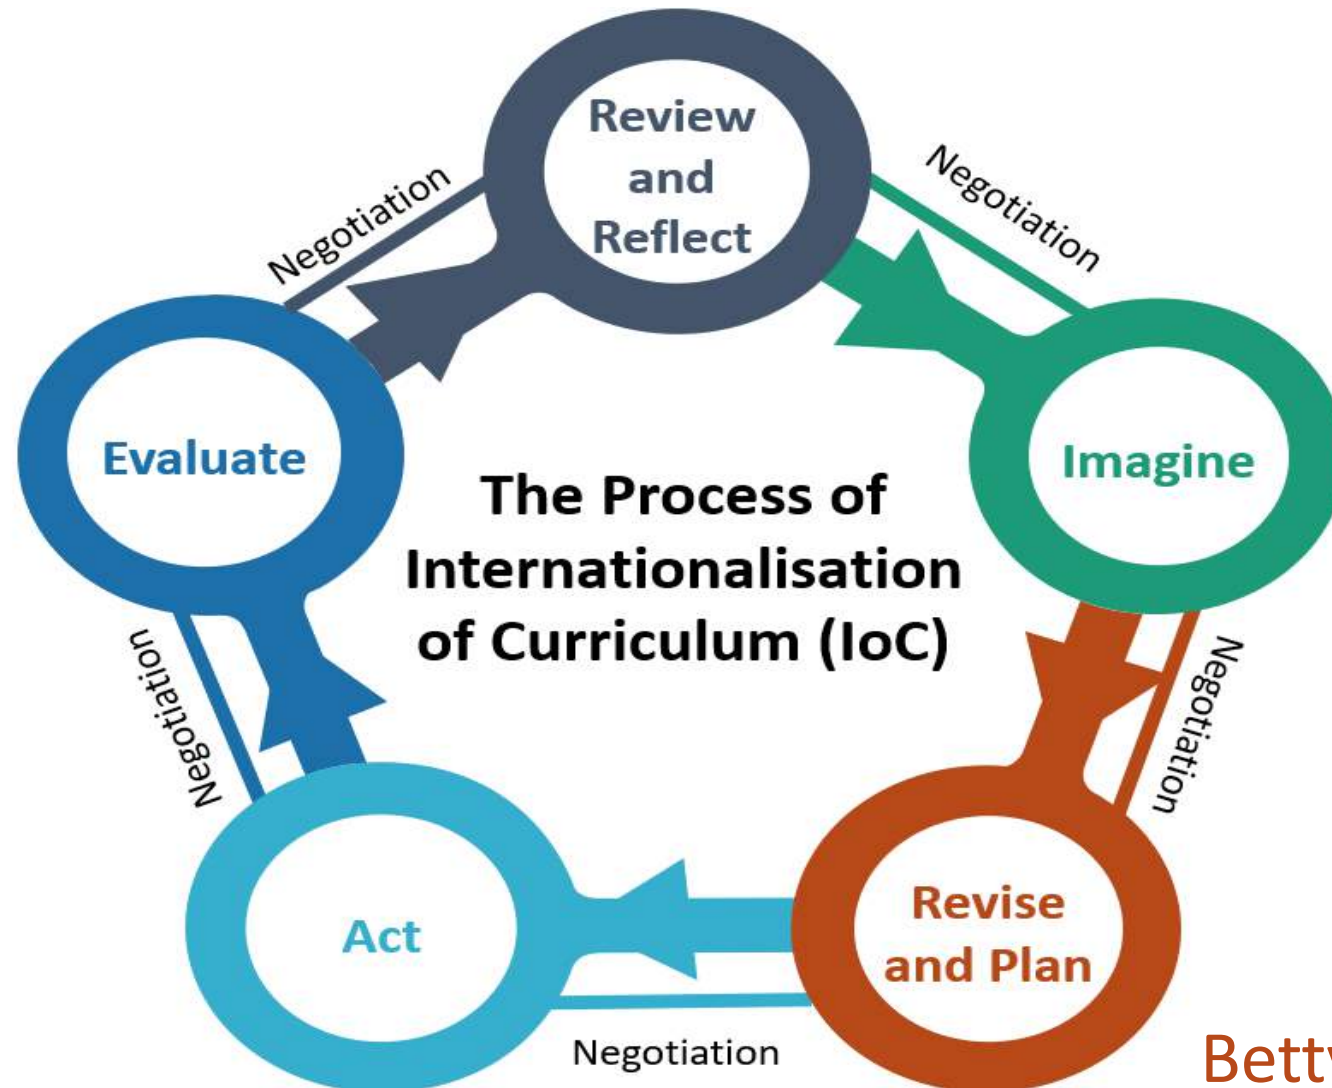 Review
and
Reflect
Negotiation
Negotiation
Evaluate
Imagine
The Process of
Internationalisation
of Curriculum (IoC)
Negotiation
Negotiation
Act
Revise
and Plan
Negotiation